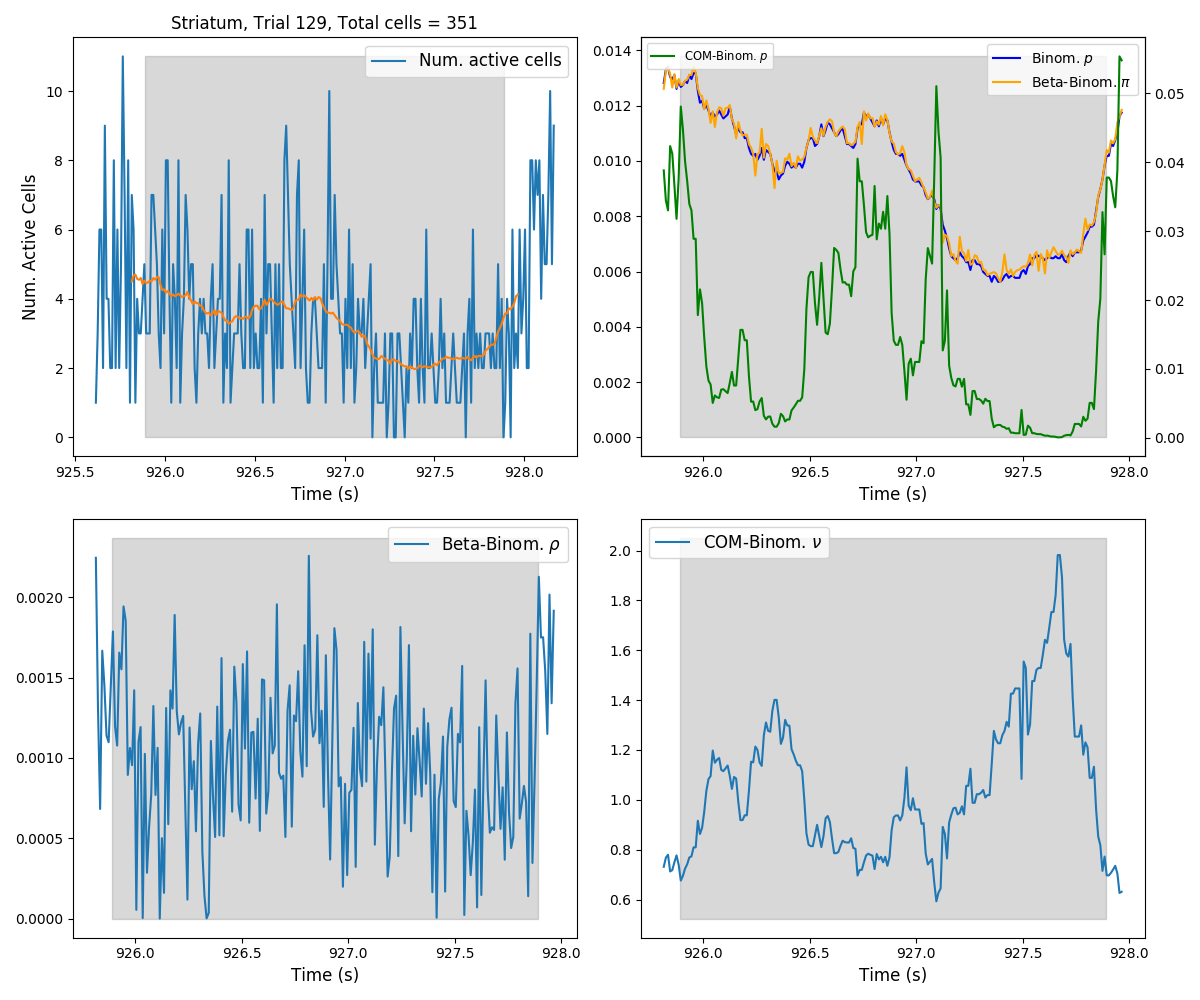 Striatum, Trial 129, Total cells = 351
Num. active cells
Num. Active Cells
10
8
6
4
2
0
925.5 926.0 926.5 927.0 927.5 928.0
Time (s)
COM-Binom. p
Binom. p
Beta-Binom. π
0.014
0.012
0.010
0.008
0.006
0.004
0.002
0.000
0.05
0.04
0.03
0.02
0.01
0.00
926.0 926.5 927.0 927.5 928.0
Time (s)
Beta-Binom. ρ
0.0020
0.0015
0.0010
0.0005
0.0000
926.0 926.5 927.0 927.5 928.0
Time (s)
COM-Binom. ν
2.0
1.8
1.6
1.4
1.2
1.0
0.8
0.6
926.0 926.5 927.0 927.5 928.0
Time (s)